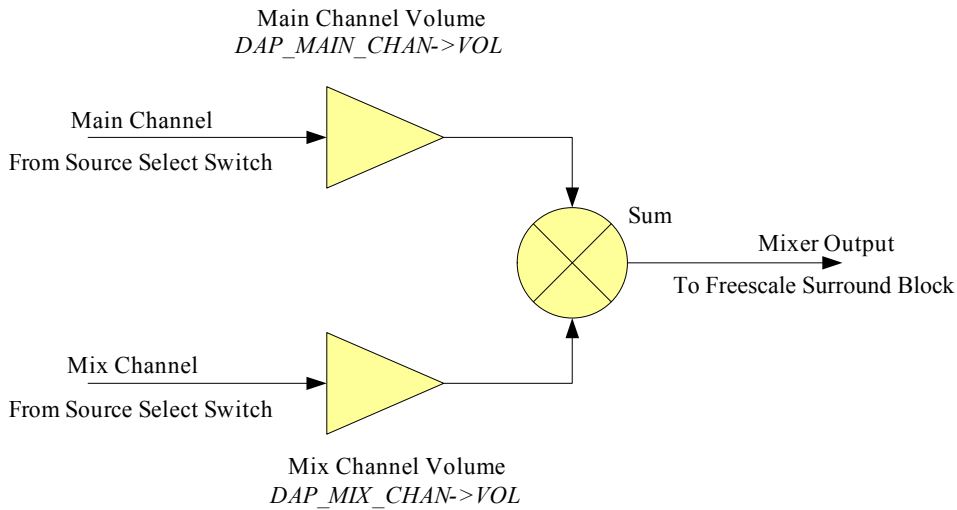 Main Channel Volume
DAP_MAIN_CHAN->VOL
Main Channel
From Source Select Switch
Sum
Mixer Output
To Freescale Surround Block
Mix Channel
From Source Select Switch
Mix Channel Volume
DAP_MIX_CHAN->VOL